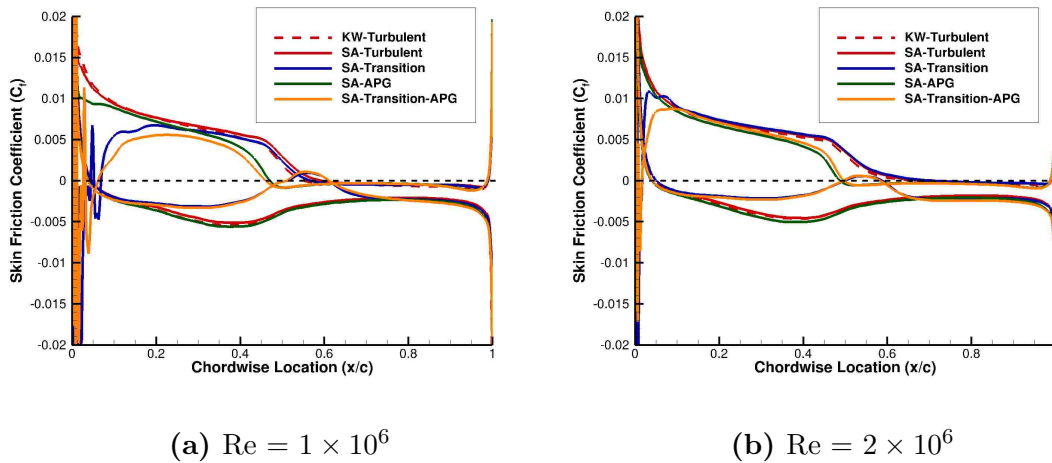 0.02
0.015
0.01
0.005
0
-0.005
-0.01
-0.015
-0.02
Skin Friction Coefficient (Cf)
KW-Turbulent
SA-Turbulent
SA-Transition
SA-APG
SA-Transition-APG
0 0.2 0.4 0.6 0.8 1
Chordwise Location (x/c)
(a) Re = 1 × 10⁶
0.02
0.015
0.01
0.005
0
-0.005
-0.01
-0.015
-0.02
Skin Friction Coefficient (Cf)
KW-Turbulent
SA-Turbulent
SA-Transition
SA-APG
SA-Transition-APG
0 0.2 0.4 0.6 0.8
Chordwise Location (x/c)
(b) Re = 2 × 10⁶